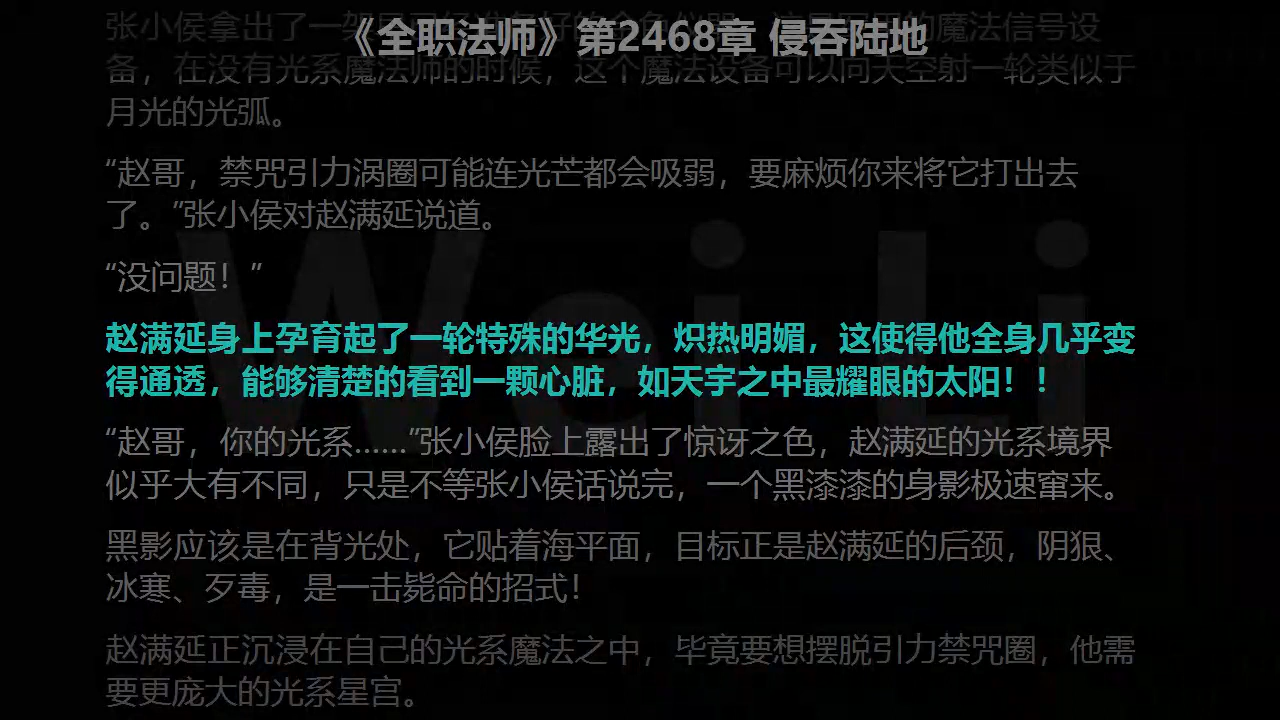 《全职法师》第2468章 侵吞陆地
备，在没有光系魔法师的时候，这个魔法设备可以向天空射一轮类似于
月光的光弧。
“赵哥，禁咒引力涡圈可能连光芒都会吸弱，要麻烦你来将它打出去
了。”张小侯对赵满延说道。
“没问题！”
赵满延身上孕育起了一轮特殊的华光，炽热明媚，这使得他全身几乎变
得通透，能够清楚的看到一颗心脏，如天宇之中最耀眼的太阳！！
“赵哥，你的光系……”张小侯脸上露出了惊讶之色，赵满延的光系境界
似乎大有不同，只是不等张小侯话说完，一个黑漆漆的身影极速窜来。
黑影应该是在背光处，它贴着海平面，目标正是赵满延的后颈，阴狠、
冰寒、歹毒，是一击毙命的招式！
赵满延正沉浸在自己的光系魔法之中，毕竟要想摆脱引力禁咒圈，他需
要更庞大的光系星宫。
Wei Li